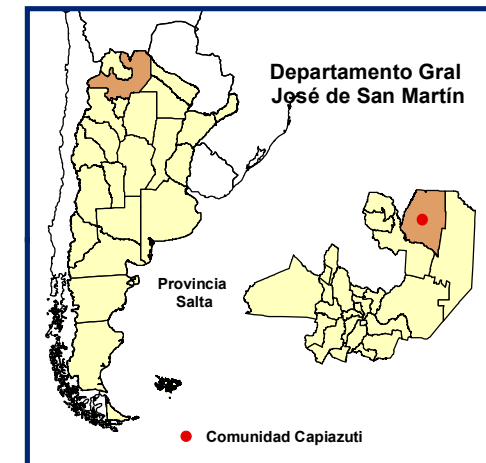 Departamento Gral
José de San Martín
Provincia
Salta
Comunidad Capiazuti